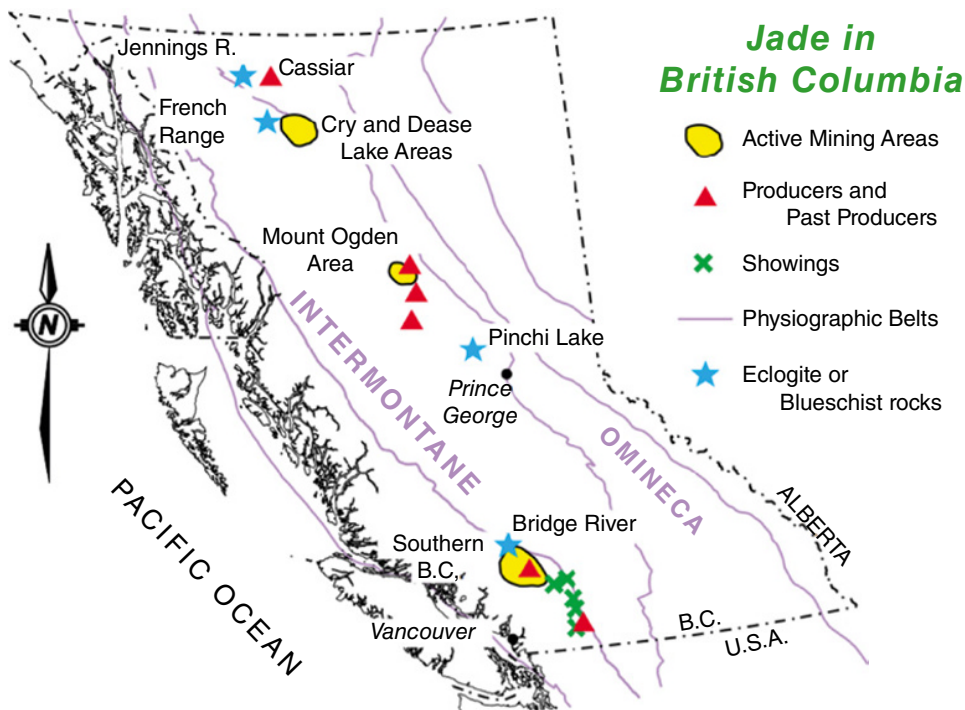 Jade in
British Columbia
Active Mining Areas
Producers and
Past Producers
Showings
Physiographic Belts
Eclogite or
Blueschist rocks
Jennings R.
Cassiar
French
Range
Cry and Dease
Lake Areas
Mount Ogden
Area
N
INTERMONTANE
Pinchi Lake
Prince
George
OMINECA
ALBERTA
PACIFIC OCEAN
Bridge River
Southern
B.C,
Vancouver
B.C.
U.S.A.